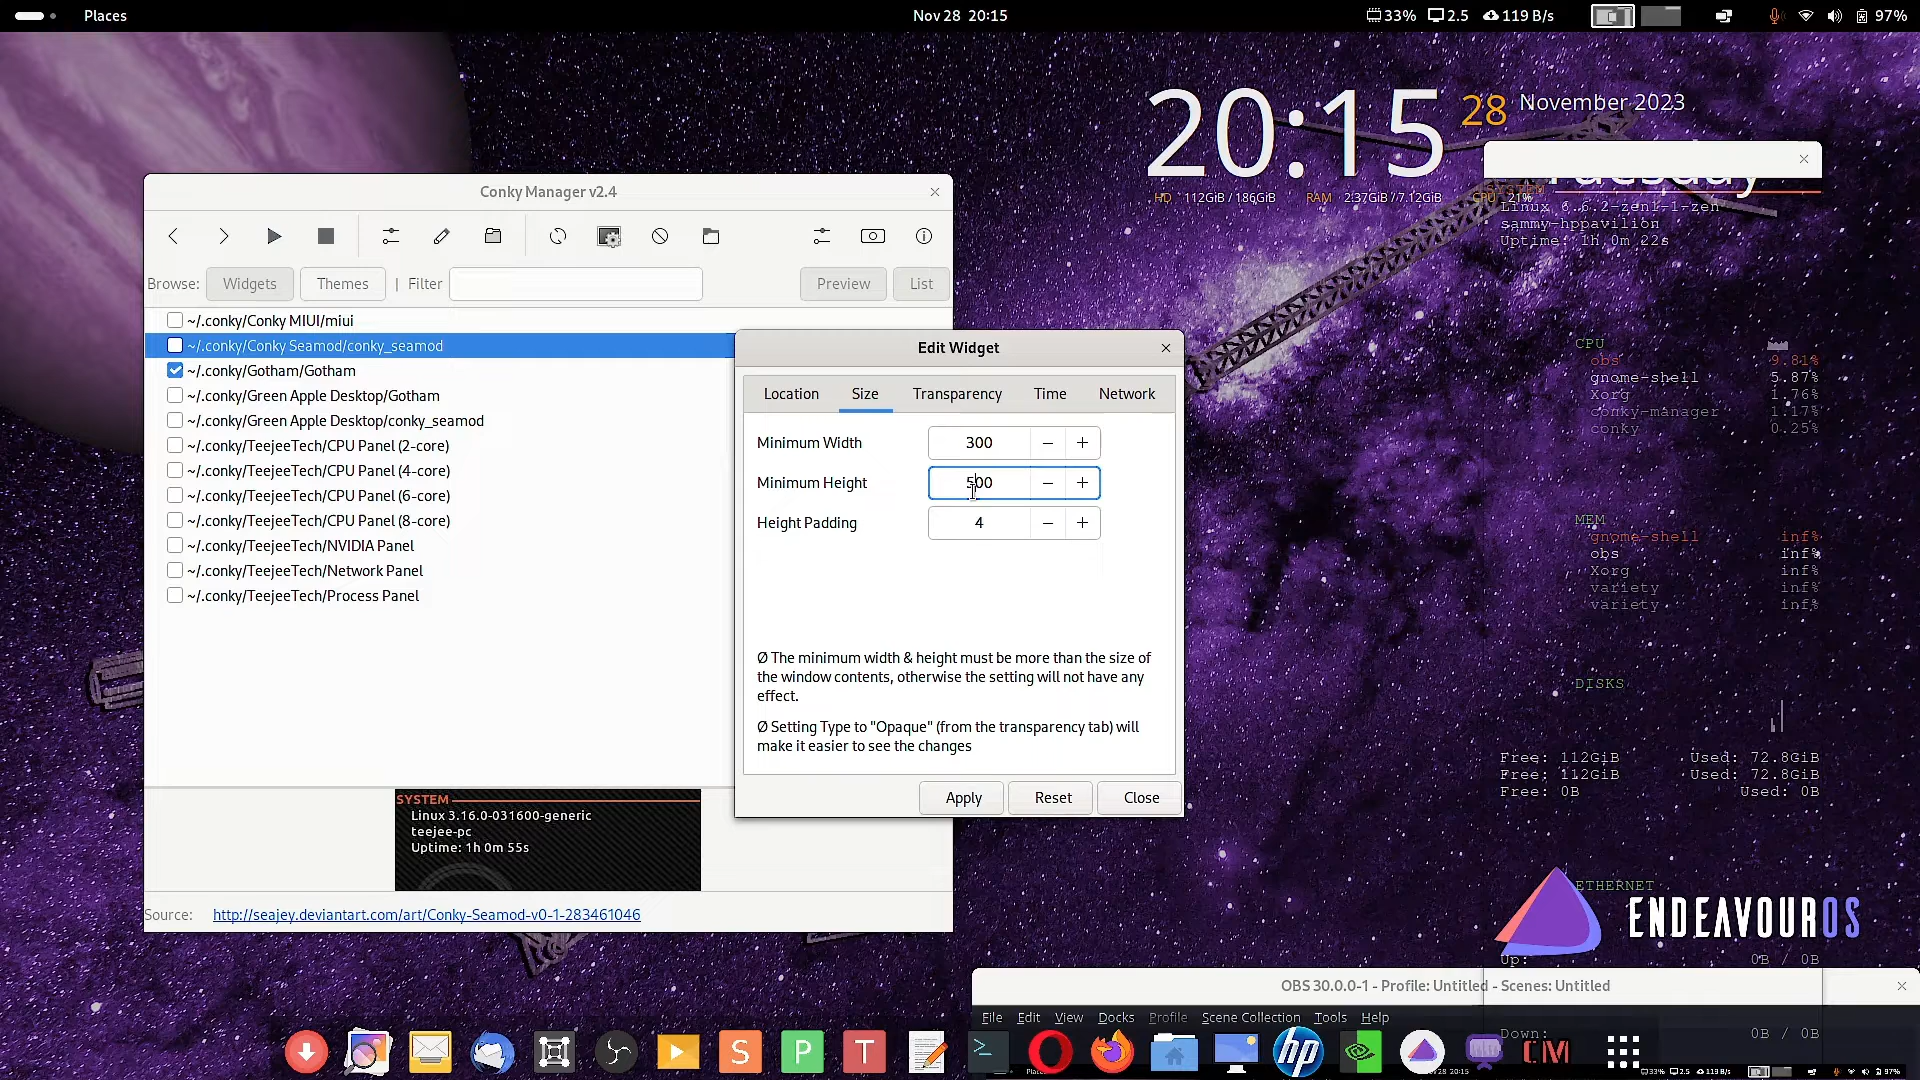 Places
Nov 28  20:15
33%
2.5
119 B/s
97%
20:15
28
November 2023
Tuesday
HD 112GiB / 186GiB RAM 2.37GiB / 7.12GiB CPU 21%
SYSTEM
Linux 6.6.2-zen1-1-zen
sammy-hppavilion
Uptime: 1h 0m 22s
Conky Manager v2.4
Browse: Widgets Themes | Filter Preview List
~/.conky/Conky MIUI/miui
~/.conky/Conky Seamod/conky_seamod
~/.conky/Gotham/Gotham
~/.conky/Green Apple Desktop/Gotham
~/.conky/Green Apple Desktop/conky_seamod
~/.conky/TeejeeTech/CPU Panel (2-core)
~/.conky/TeejeeTech/CPU Panel (4-core)
~/.conky/TeejeeTech/CPU Panel (6-core)
~/.conky/TeejeeTech/CPU Panel (8-core)
~/.conky/TeejeeTech/NVIDIA Panel
~/.conky/TeejeeTech/Network Panel
~/.conky/TeejeeTech/Process Panel
SYSTEM
Linux 3.16.0-031600-generic
teejee-pc
Uptime: 1h 0m 55s
Source: http://seajey.deviantart.com/art/Conky-Seamod-v0-1-283461046
Edit Widget
Location Size Transparency Time Network
Minimum Width 300 − +
Minimum Height 500 − +
Height Padding 4 − +
Ø The minimum width & height must be more than the size of
the window contents, otherwise the setting will not have any
effect.
Ø Setting Type to "Opaque" (from the transparency tab) will
make it easier to see the changes
Apply Reset Close
CPU
obs 9.81%
gnome-shell 5.87%
Xorg 1.76%
conky-manager 1.17%
conky 0.25%
MEM
gnome-shell inf%
obs inf%
Xorg inf%
variety inf%
variety inf%
DISKS
Free: 112GiB Used: 72.8GiB
Free: 112GiB Used: 72.8GiB
Free: 0B Used: 0B
ETHERNET
ENDEAVOUROS
Up: 0B / 0B
OBS 30.0.0-1 - Profile: Untitled - Scenes: Untitled
File Edit View Docks Profile Scene Collection Tools Help
Down: 0B / 0B
S
P
T
hp
CM